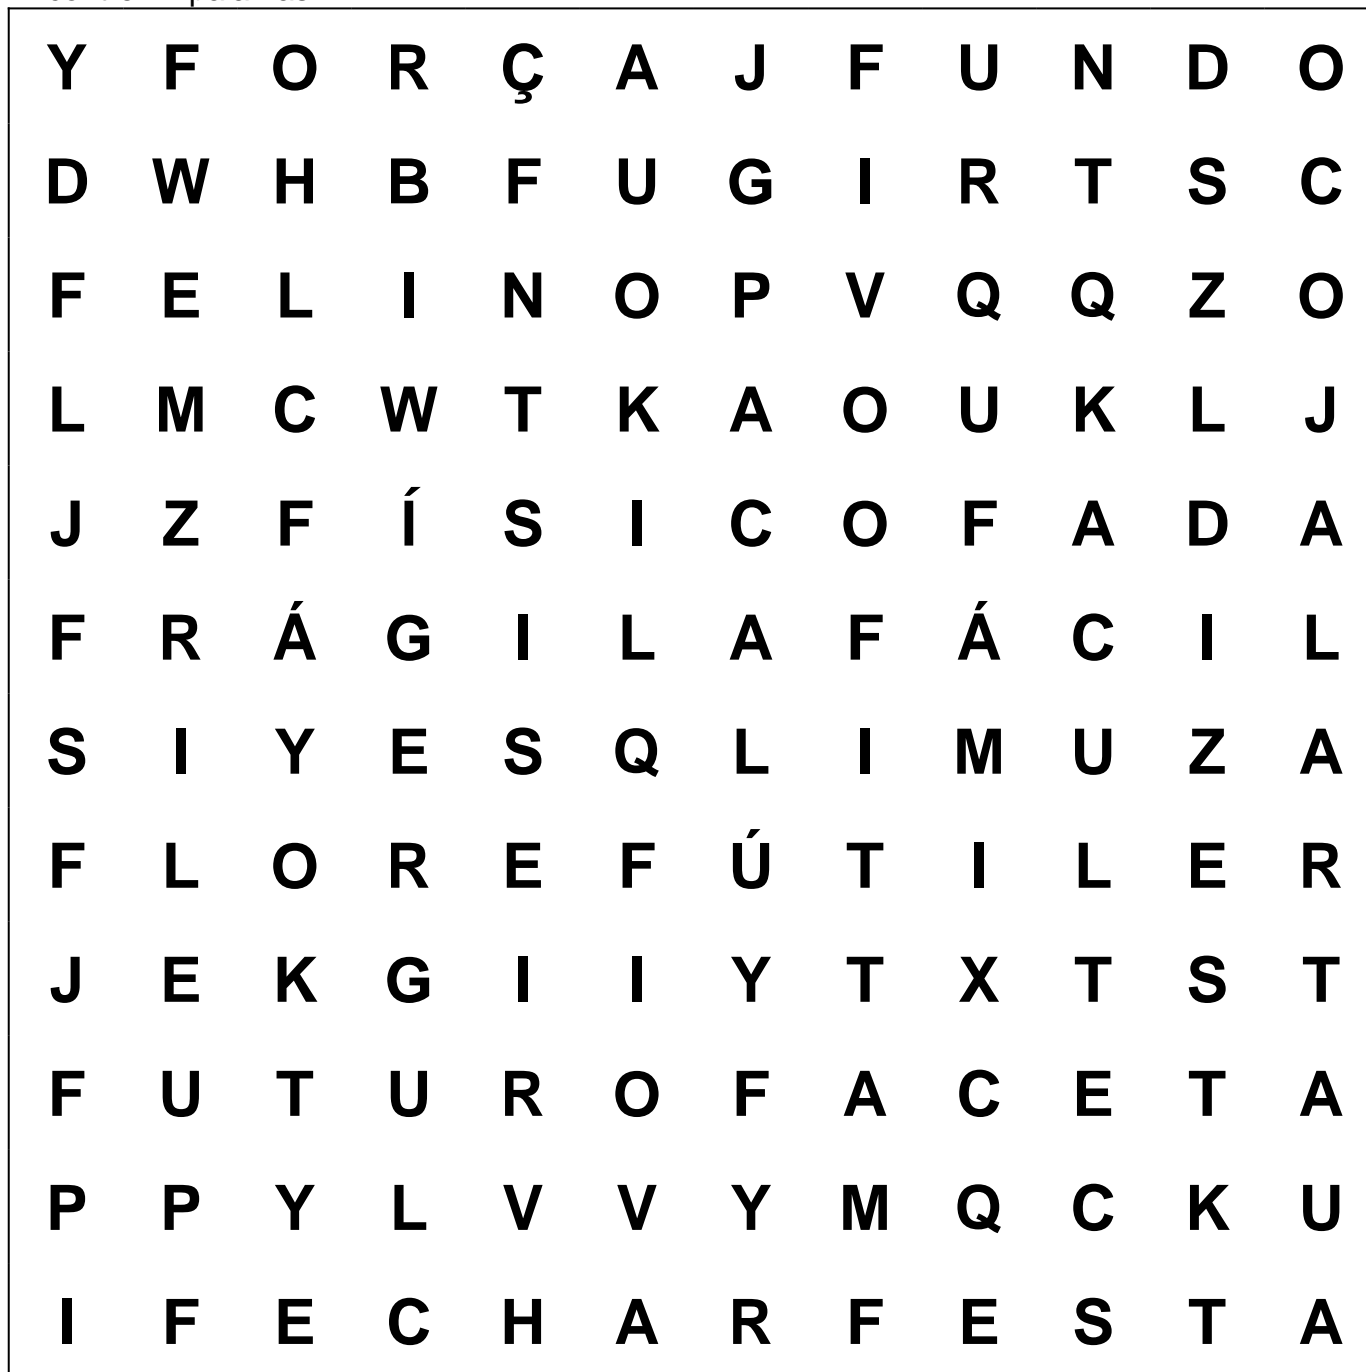 Y F O R Ç A J F U N D O
D W H B F U G I R T S C
F E L I N O P V Q Q Z O
L M C W T K A O U K L J
J Z F Í S I C O F A D A
F R Á G I L A F Á C I L
S I Y E S Q L I M U Z A
F L O R E F Ú T I L E R
J E K G I I Y T X T S T
F U T U R O F A C E T A
P P Y L V V Y M Q C K U
I F E C H A R F E S T A